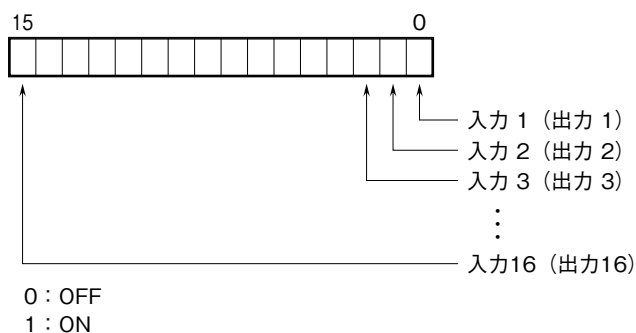 15 0
入力 1（出力 1）
入力 2（出力 2）
入力 3（出力 3）
⋮
入力16（出力16）
0：OFF
1：ON